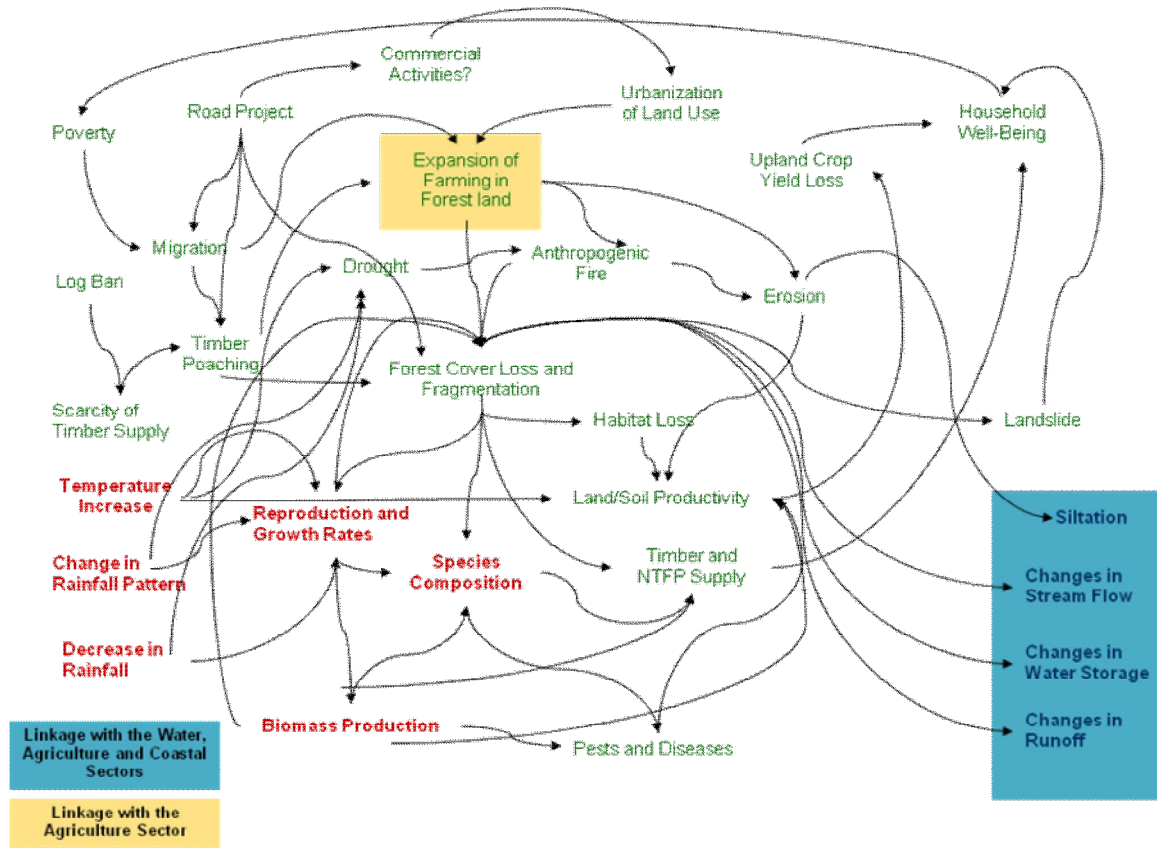 Commercial
Activities?
Urbanization
of Land Use
Road Project
Household
Well-Being
Poverty
Expansion of
Farming in
Forest land
Upland Crop
Yield Loss
Migration
Anthropogenic
Fire
Drought
Log Ban
Erosion
Timber
Poaching
Forest Cover Loss and
Fragmentation
Scarcity of
Timber Supply
Habitat Loss
Landslide
Temperature
Increase
Land/Soil Productivity
Reproduction and
Growth Rates
Siltation
Change in
Rainfall Pattern
Species
Composition
Timber and
NTFP Supply
Changes in
Stream Flow
Decrease in
Rainfall
Changes in
Water Storage
Biomass Production
Changes in
Runoff
Pests and Diseases
Linkage with the Water,
Agriculture and Coastal
Sectors
Linkage with the
Agriculture Sector